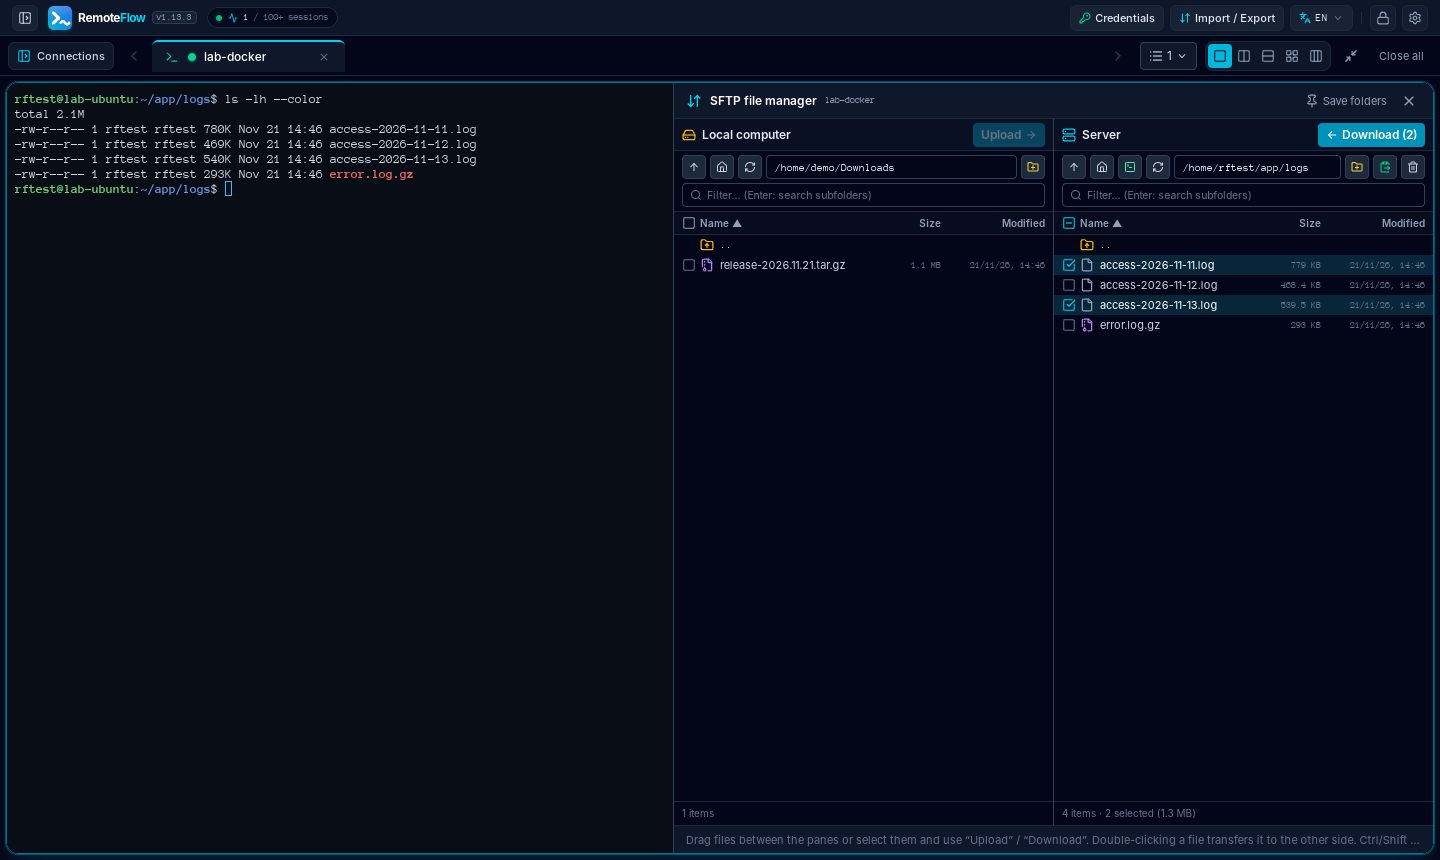 RemoteFlow v1.13.3 1 / 100+ sessions Credentials Import / Export EN
Connections lab-docker 1 Close all
rftest@lab-ubuntu:~/app/logs$ ls -lh --color
total 2.1M
-rw-r--r-- 1 rftest rftest 780K Nov 21 14:46 access-2026-11-11.log
-rw-r--r-- 1 rftest rftest 469K Nov 21 14:46 access-2026-11-12.log
-rw-r--r-- 1 rftest rftest 540K Nov 21 14:46 access-2026-11-13.log
-rw-r--r-- 1 rftest rftest 293K Nov 21 14:46 error.log.gz
rftest@lab-ubuntu:~/app/logs$
SFTP file manager lab-docker Save folders
Local computer Upload →
/home/demo/Downloads
Filter... (Enter: search subfolders)
Name ▲ Size Modified
..
release-2026.11.21.tar.gz 1.1 MB 21/11/26, 14:46
1 items
Server ← Download (2)
/home/rftest/app/logs
Filter... (Enter: search subfolders)
Name ▲ Size Modified
..
access-2026-11-11.log 779 KB 21/11/26, 14:46
access-2026-11-12.log 468.4 KB 21/11/26, 14:46
access-2026-11-13.log 539.5 KB 21/11/26, 14:46
error.log.gz 293 KB 21/11/26, 14:46
4 items · 2 selected (1.3 MB)
Drag files between the panes or select them and use “Upload” / “Download”. Double-clicking a file transfers it to the other side. Ctrl/Shift ...